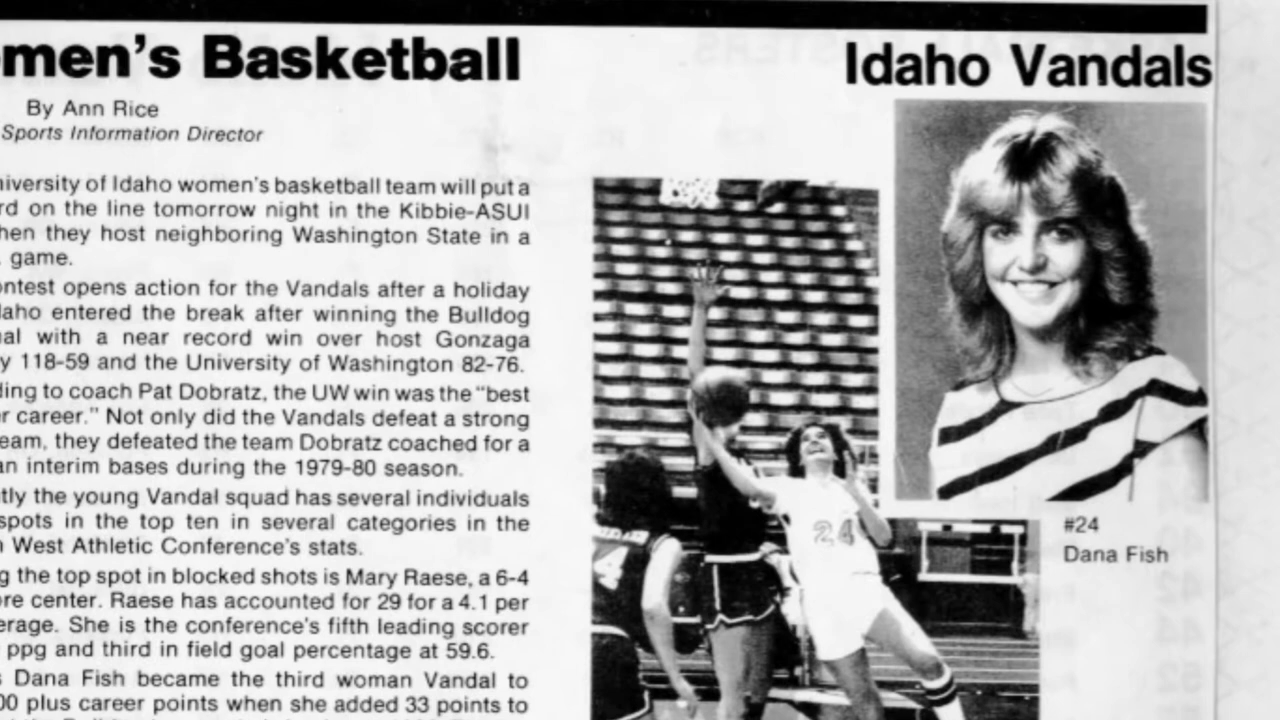 men's Basketball
Idaho Vandals
By Ann Rice
Sports Information Director
niversity of Idaho women's basketball team will put a
rd on the line tomorrow night in the Kibbie-ASUI
hen they host neighboring Washington State in a
. game.
ontest opens action for the Vandals after a holiday
daho entered the break after winning the Bulldog
al with a near record win over host Gonzaga
y 118-59 and the University of Washington 82-76.
ding to coach Pat Dobratz, the UW win was the "best
r career." Not only did the Vandals defeat a strong
eam, they defeated the team Dobratz coached for a
an interim bases during the 1979-80 season.
tly the young Vandal squad has several individuals
spots in the top ten in several categories in the
n West Athletic Conference's stats.
g the top spot in blocked shots is Mary Raese, a 6-4
re center. Raese has accounted for 29 for a 4.1 per
erage. She is the conference's fifth leading scorer
ppg and third in field goal percentage at 59.6.
s Dana Fish became the third woman Vandal to
00 plus career points when she added 33 points to
24
4
#24
Dana Fish